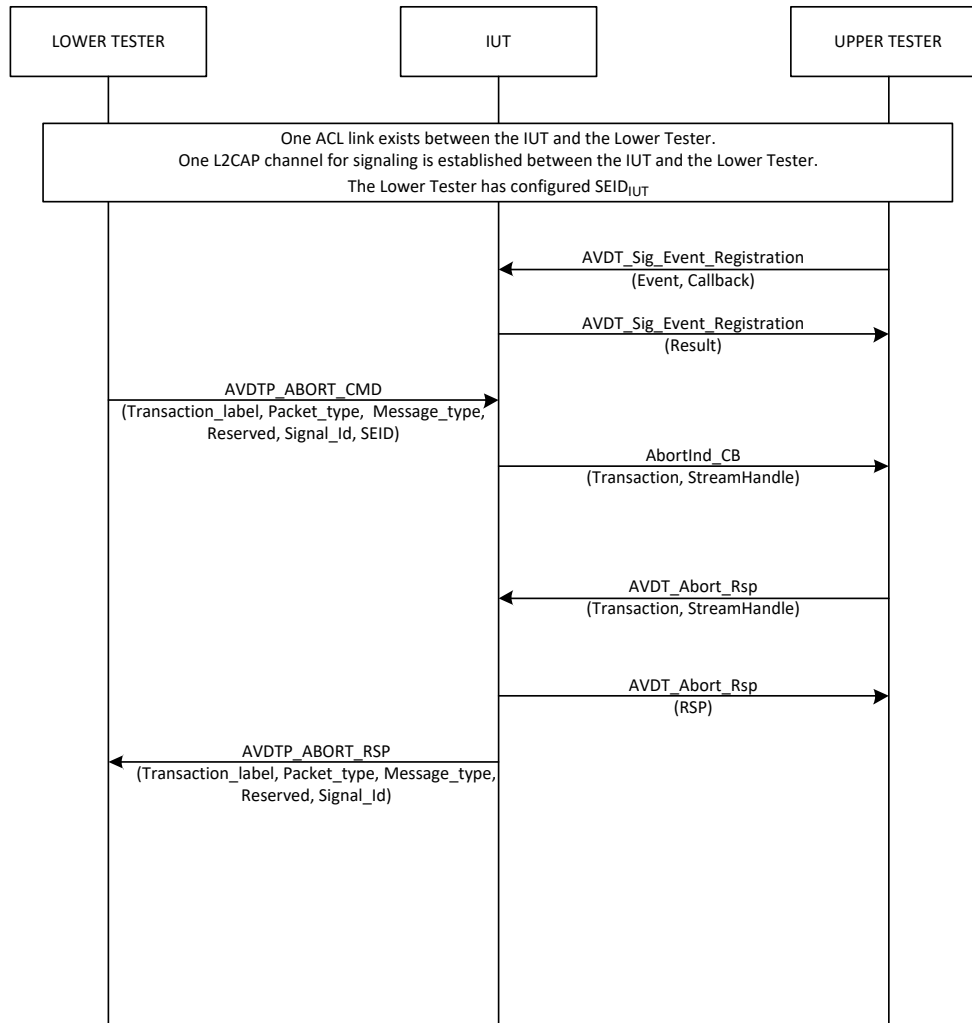 LOWER TESTER
IUT
UPPER TESTER
One ACL link exists between the IUT and the Lower Tester.
One L2CAP channel for signaling is established between the IUT and the Lower Tester.
The Lower Tester has configured SEIDIUT
AVDT_Sig_Event_Registration
(Event, Callback)
AVDT_Sig_Event_Registration
(Result)
AVDTP_ABORT_CMD
(Transaction_label, Packet_type, Message_type,
Reserved, Signal_Id, SEID)
AbortInd_CB
(Transaction, StreamHandle)
AVDT_Abort_Rsp
(Transaction, StreamHandle)
AVDT_Abort_Rsp
(RSP)
AVDTP_ABORT_RSP
(Transaction_label, Packet_type, Message_type,
Reserved, Signal_Id)